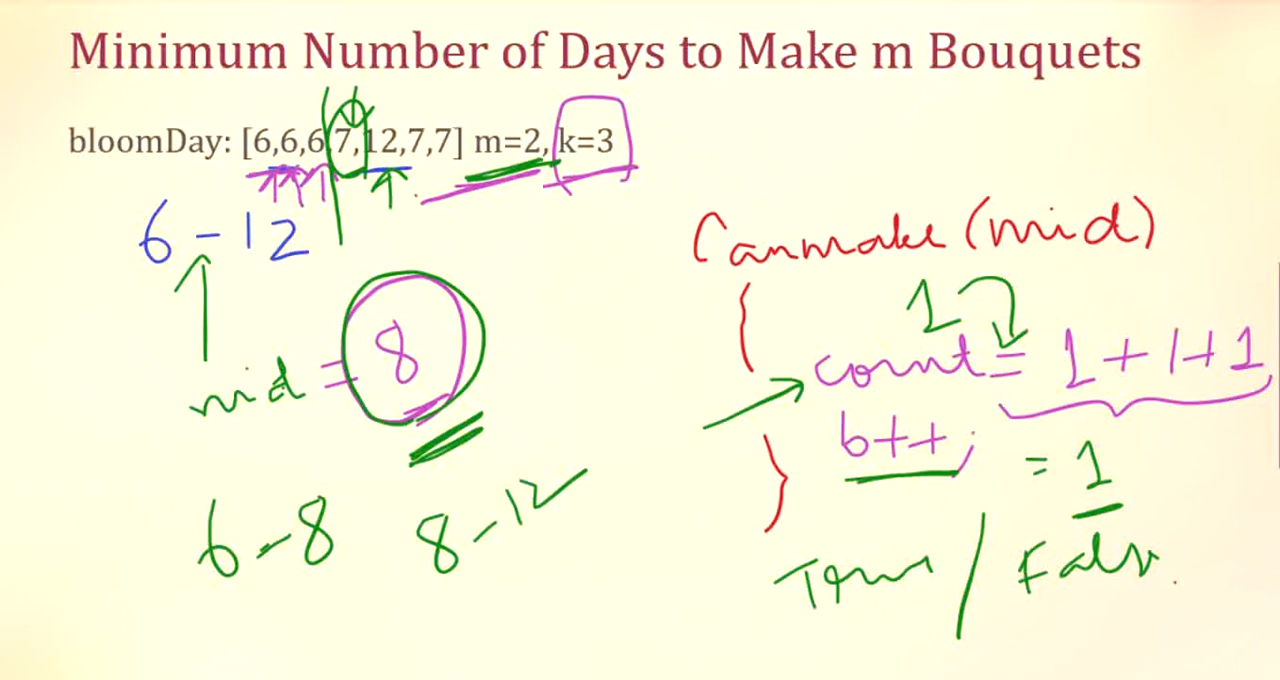 Minimum Number of Days to Make m Bouquets
bloomDay: [6,6,6,7,12,7,7] m=2, k=3
6-12
Canmake (mid)
{
1
mid = 8
count = 1+1+1
b++;
}
= 1
6-8 8-12
True / False